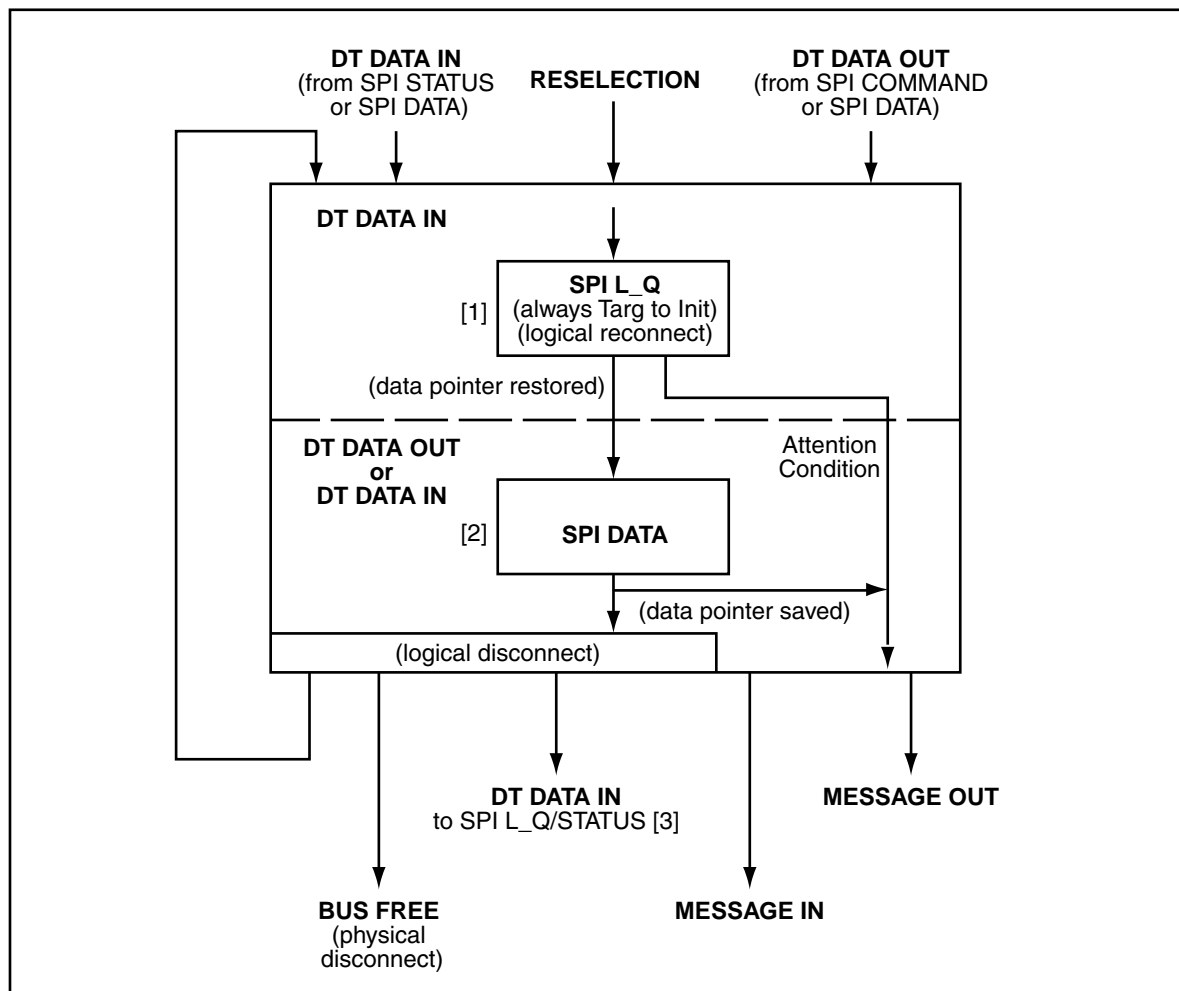 DT DATA IN
(from SPI STATUS
or SPI DATA)
RESELECTION
DT DATA OUT
(from SPI COMMAND
or SPI DATA)
DT DATA IN
[1]
SPI L_Q
(always Targ to Init)
(logical reconnect)
(data pointer restored)
DT DATA OUT
or
DT DATA IN
Attention
Condition
[2]
SPI DATA
(data pointer saved)
(logical disconnect)
DT DATA IN
to SPI L_Q/STATUS [3]
MESSAGE OUT
BUS FREE
(physical
disconnect)
MESSAGE IN